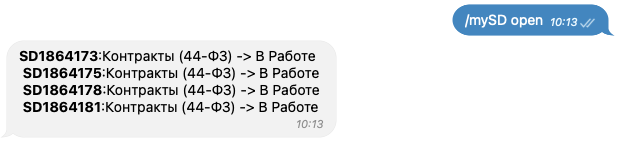 /mySD open 10:13
SD1864173:Контракты (44-ФЗ) -> В Работе
SD1864175:Контракты (44-ФЗ) -> В Работе
SD1864178:Контракты (44-ФЗ) -> В Работе
SD1864181:Контракты (44-ФЗ) -> В Работе
10:13